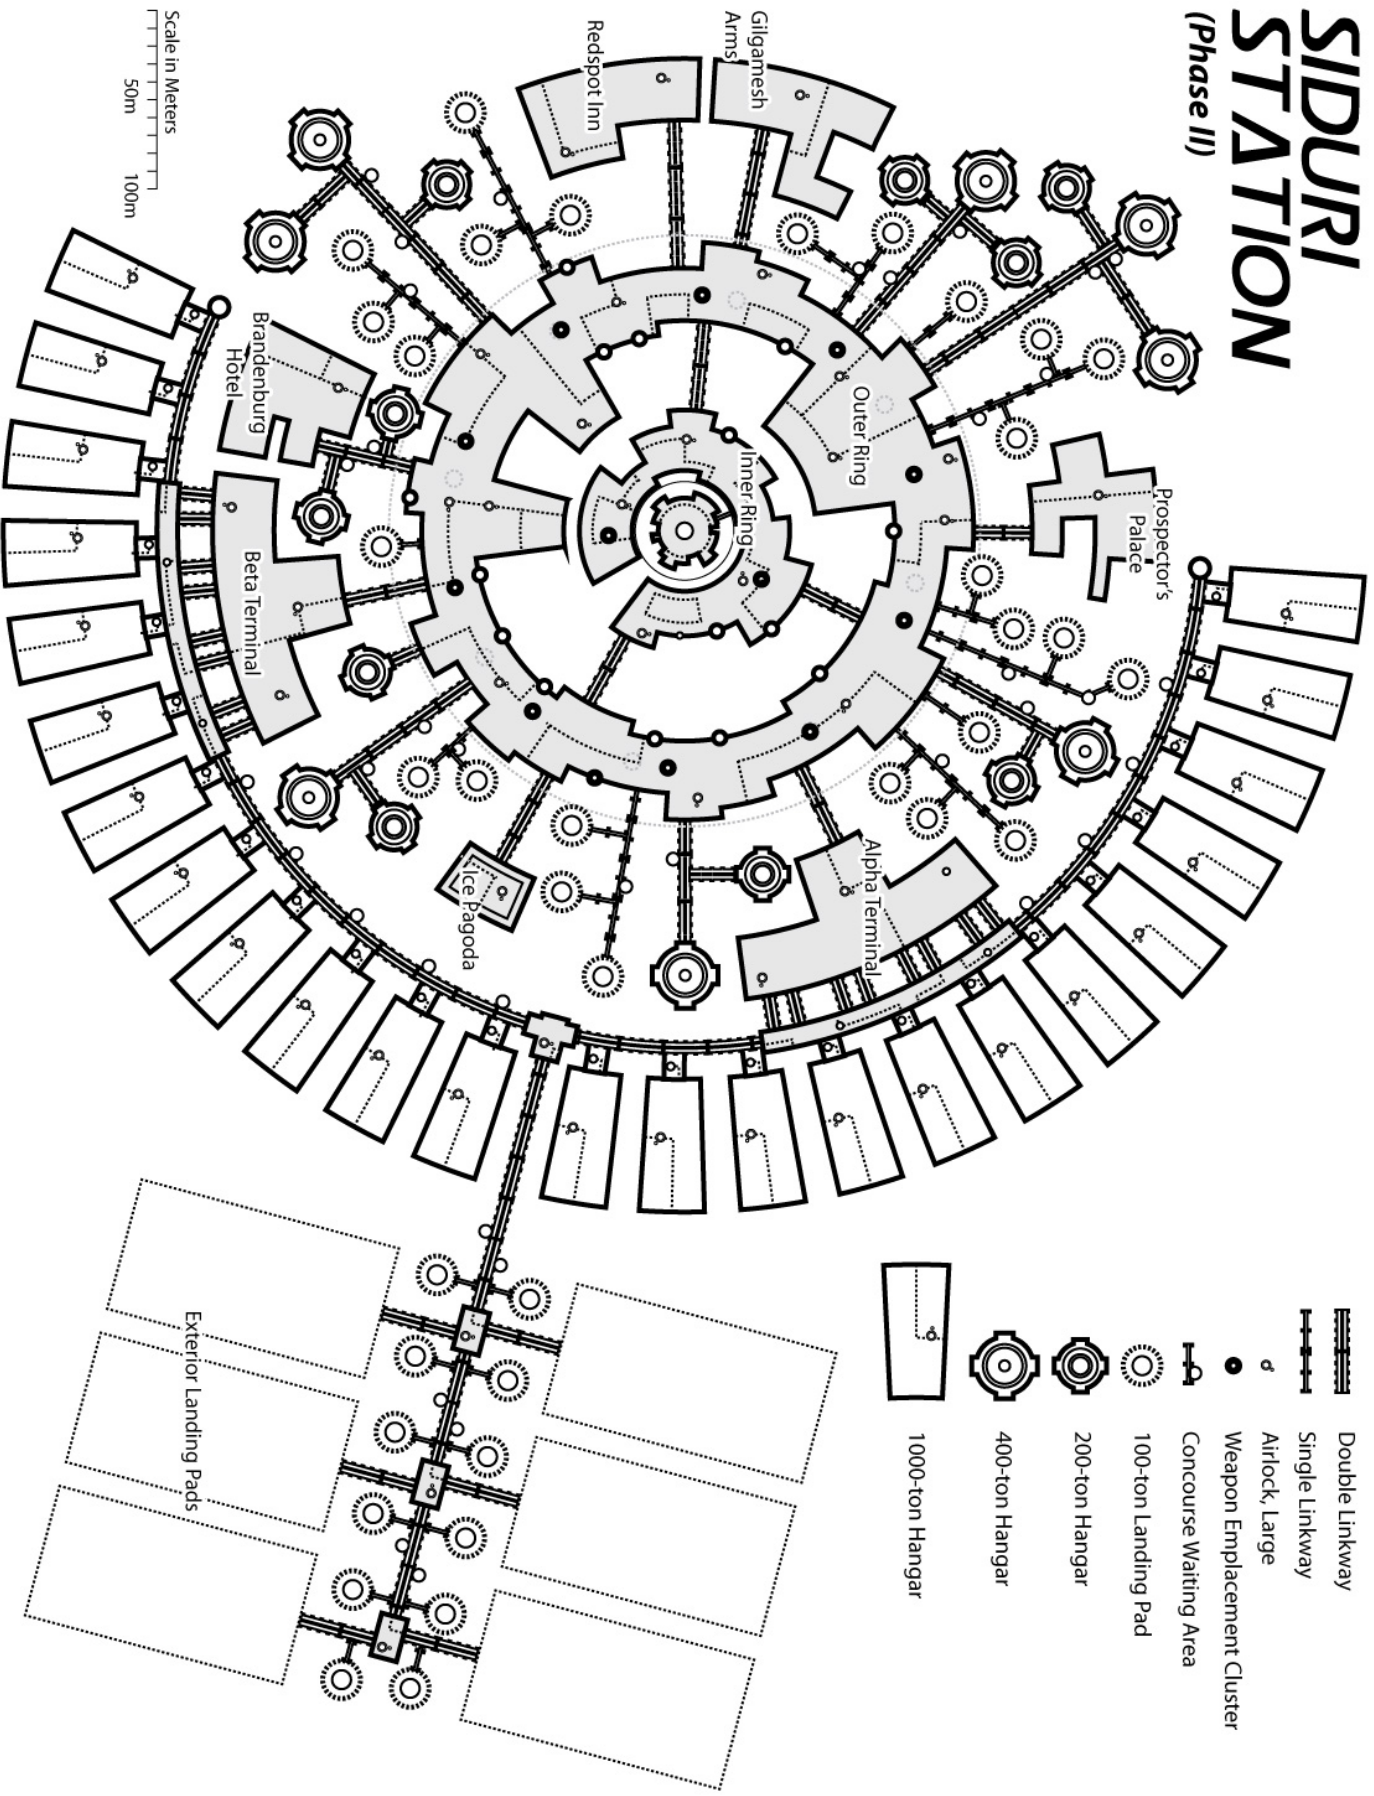 SIDURI
STATION
(Phase III)
Scale in Meters
50m
100m
Gilgamesh
Arms
Redspot Inn
Outer Ring
Inner Ring
Prospector's
Palace
Brandenburg
Hotel
Beta Terminal
Alpha Terminal
Ice Pagoda
Exterior Landing Pads
Double Linkway
Single Linkway
Airlock, Large
Weapon Emplacement Cluster
Concourse Waiting Area
100-ton Landing Pad
200-ton Hangar
400-ton Hangar
1000-ton Hangar